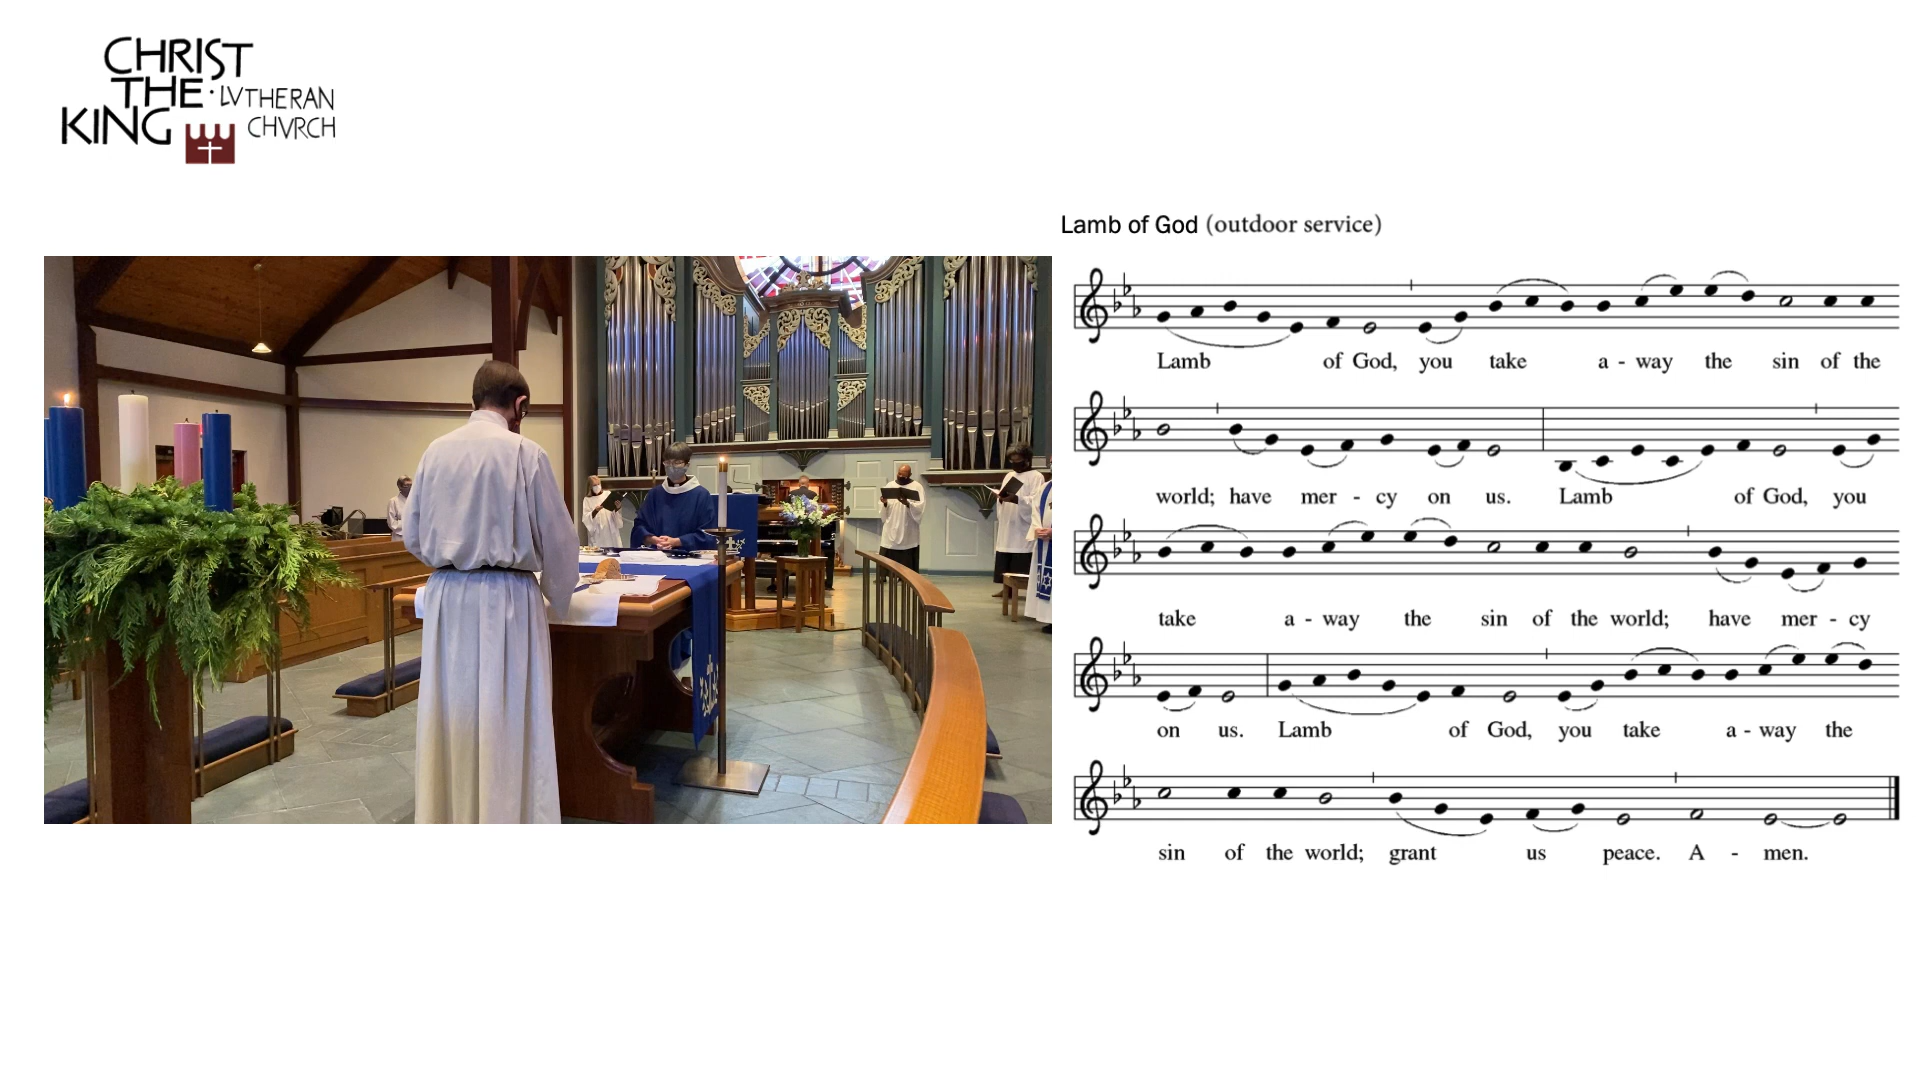 CHRIST
THE · LVTHERAN
KING CHVRCH
Lamb of God (outdoor service)
Lamb of God, you take a - way the sin of the
world; have mer - cy on us. Lamb of God, you
take a - way the sin of the world; have mer - cy
on us. Lamb of God, you take a - way the
sin of the world; grant us peace. A - men.